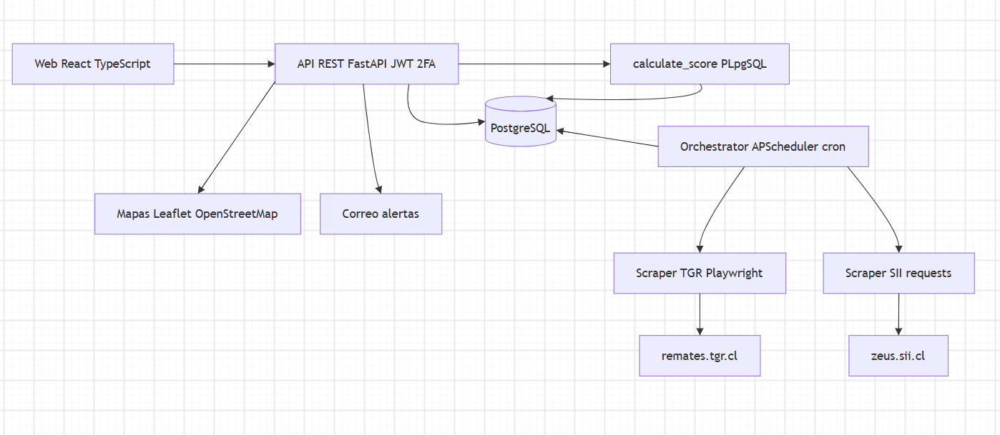 Web React TypeScript
API REST FastAPI JWT 2FA
calculate_score PLpgSQL
PostgreSQL
Orchestrator APScheduler cron
Mapas Leaflet OpenStreetMap
Correo alertas
Scraper TGR Playwright
Scraper SII requests
remates.tgr.cl
zeus.sii.cl